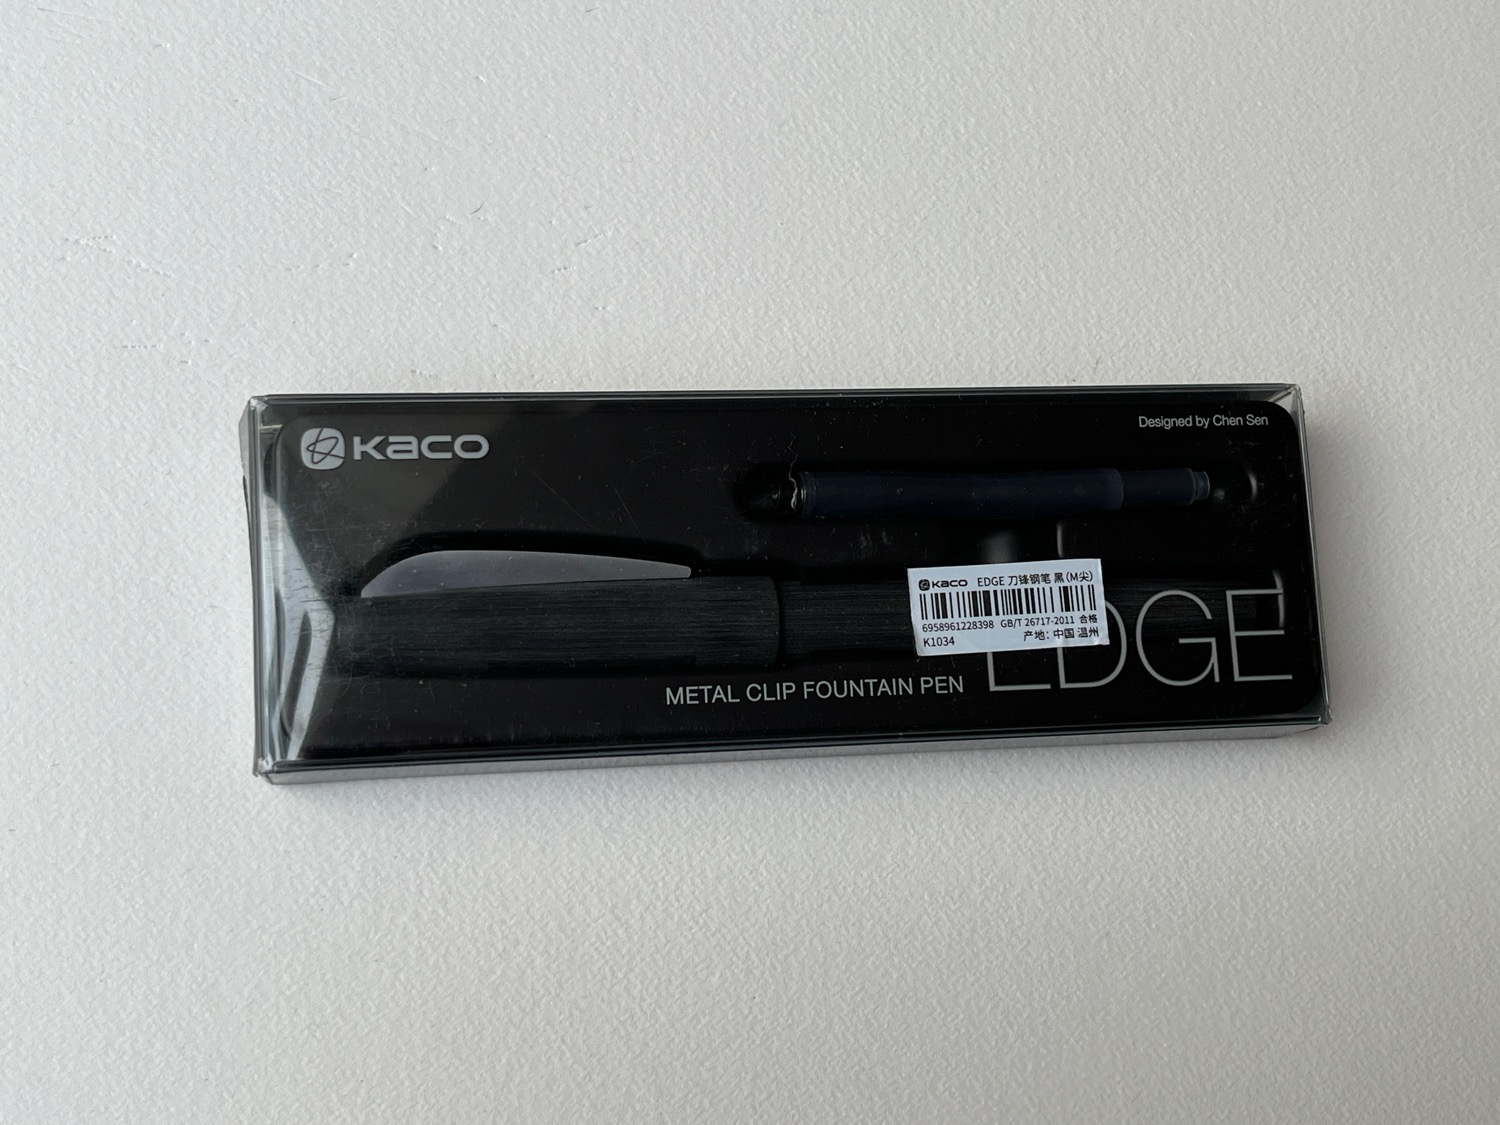 KACO
Designed by Chen Sen
KACO EDGE 刀锋钢笔 黑(M尖)
6958961228398 GB/T 26717-2011 合格
K1034 产地: 中国 温州
EDGE
METAL CLIP FOUNTAIN PEN